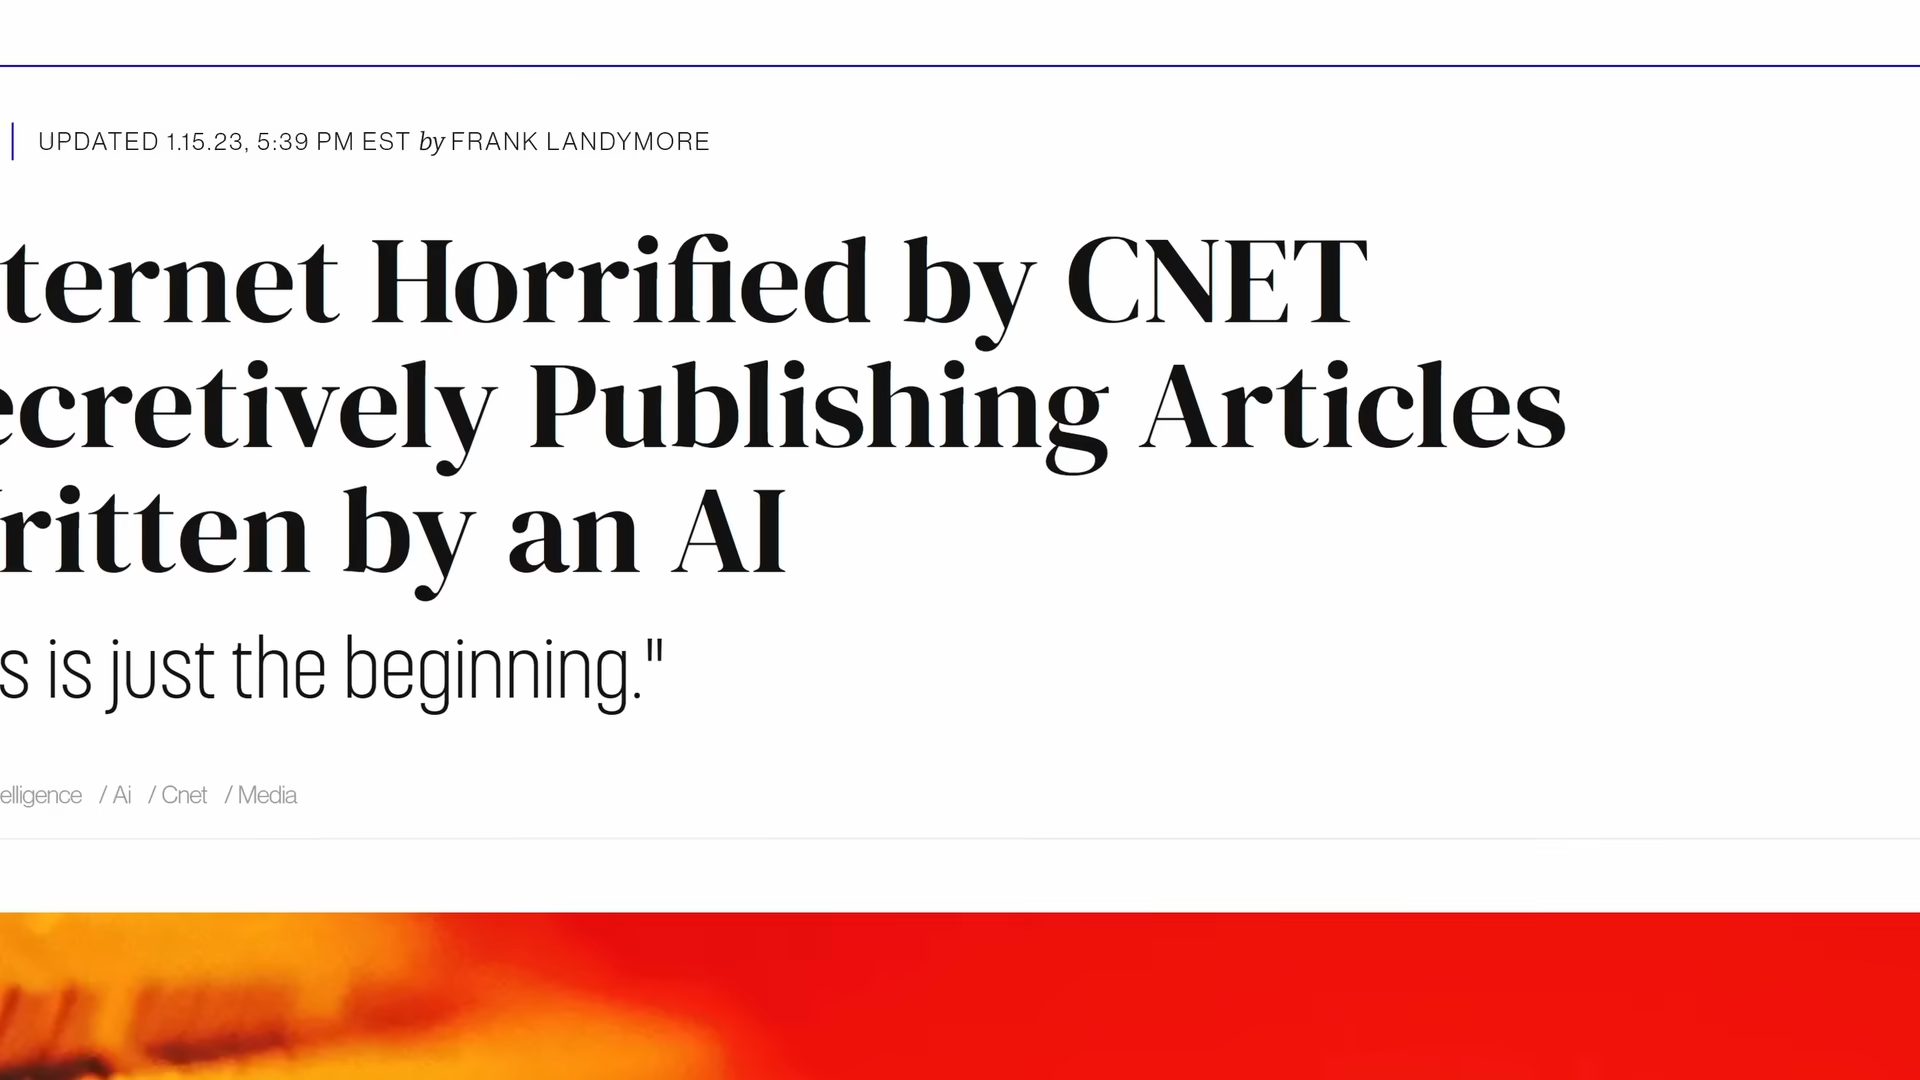 UPDATED 1.15.23, 5:39 PM EST by FRANK LANDYMORE
ternet Horrified by CNET
ecretively Publishing Articles
ritten by an AI
s is just the beginning."
elligence / Ai / Cnet / Media